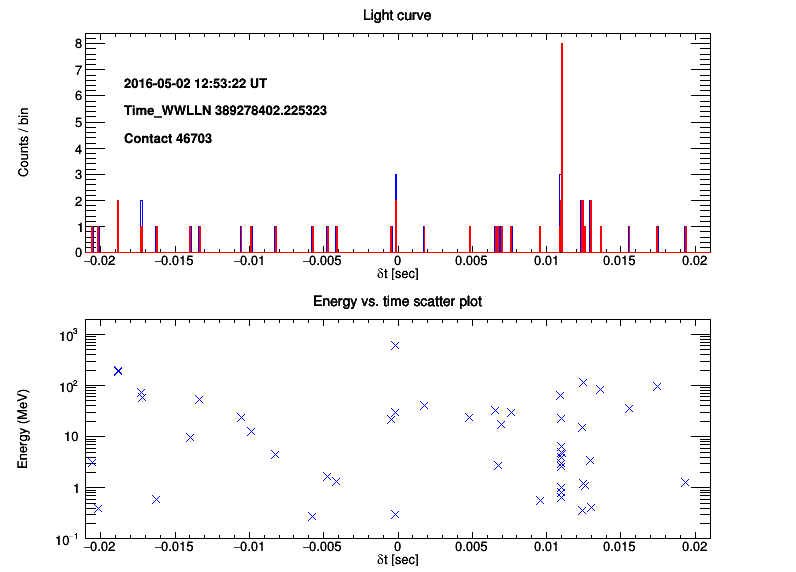 Light curve
Counts / bin
8
7
6
5
4
3
2
1
0
2016-05-02 12:53:22 UT
Time_WWLLN 389278402.225323
Contact 46703
−0.02 −0.015 −0.01 −0.005 0 0.005 0.01 0.015 0.02
δt [sec]
Energy vs. time scatter plot
Energy (MeV)
10³
10²
10
1
10⁻¹
−0.02 −0.015 −0.01 −0.005 0 0.005 0.01 0.015 0.02
δt [sec]